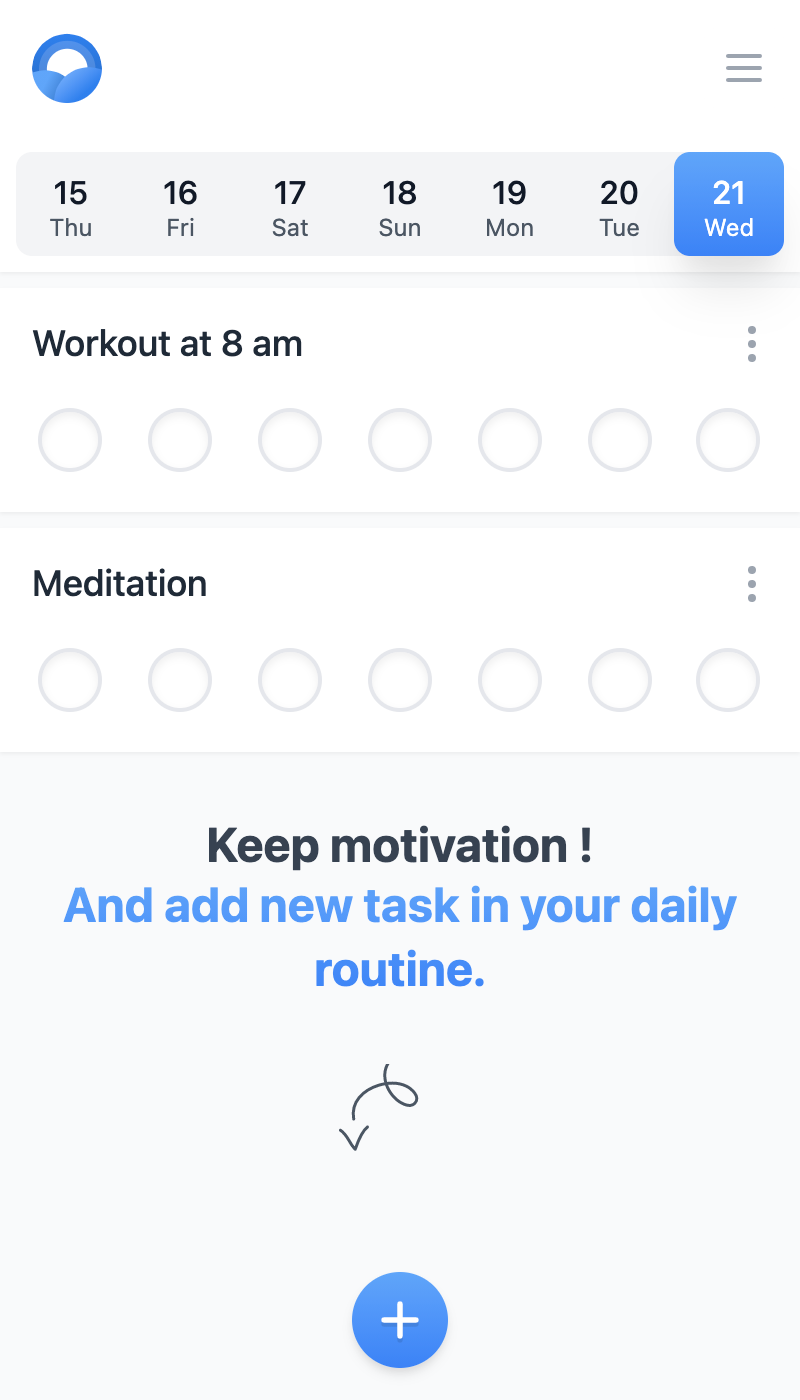 15 16 17 18 19 20 21
Thu Fri Sat Sun Mon Tue Wed
Workout at 8 am
Meditation
Keep motivation !
And add new task in your daily
routine.